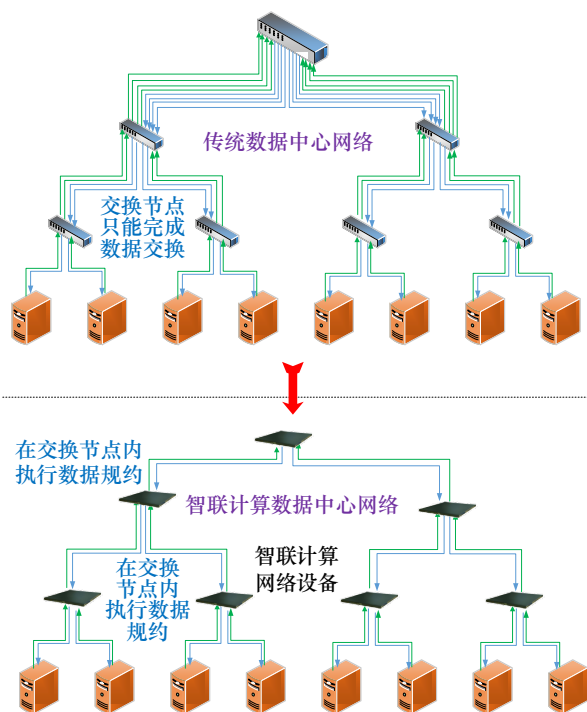 传统数据中心网络
交换节点
只能完成
数据交换
在交换节点内
执行数据规约
智联计算数据中心网络
智联计算
网络设备
在交换
节点内
执行数据
规约